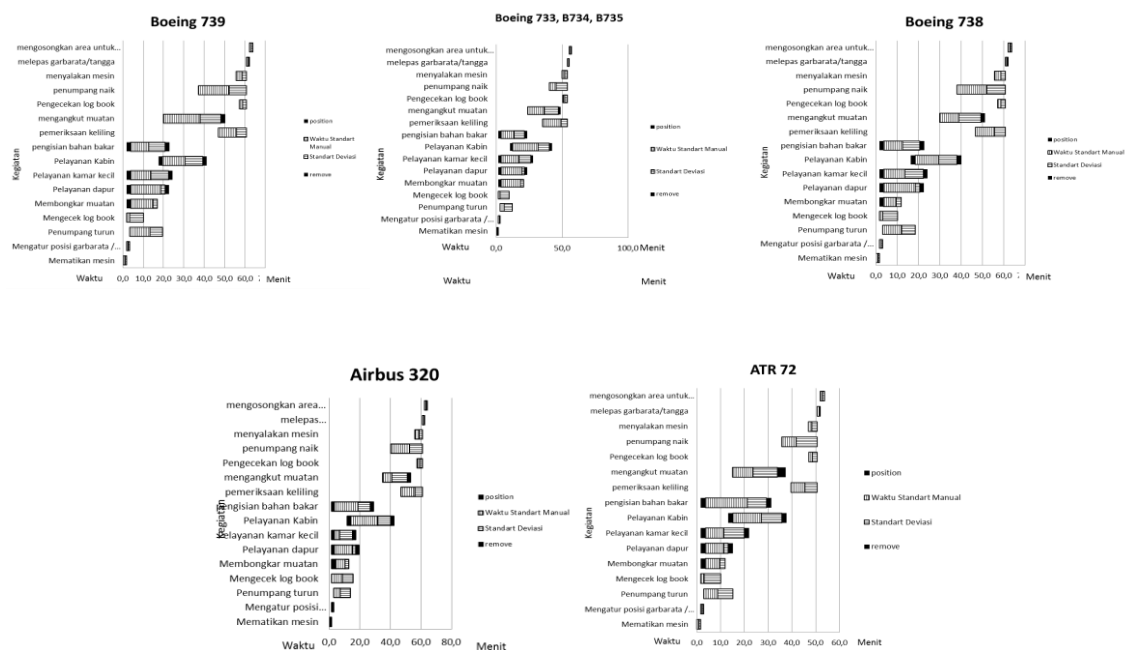 Boeing 739
mengosongkan area untuk...
melepas garbarata/tangga
menyalakan mesin
penumpang naik
Pengecekan log book
mengangkut muatan
pemeriksaan keliling
pengisian bahan bakar
Pelayanan Kabin
Pelayanan kamar kecil
Pelayanan dapur
Membongkar muatan
Mengecek log book
Penumpang turun
Mengatur posisi garbarata /...
Mematikan mesin
Kegiatan
0,0 10,0 20,0 30,0 40,0 50,0 60,0
Waktu
Menit
position
Waktu Standart
Manual
Standart Deviasi
remove
Boeing 733, B734, B735
mengosongkan area untuk...
melepas garbarata/tangga
menyalakan mesin
penumpang naik
Pengecekan log book
mengangkut muatan
pemeriksaan keliling
pengisian bahan bakar
Pelayanan Kabin
Pelayanan kamar kecil
Pelayanan dapur
Membongkar muatan
Mengecek log book
Penumpang turun
Mengatur posisi garbarata /...
Mematikan mesin
Kegiatan
0,0 50,0 100,0
Waktu
Menit
Waktu
position
Waktu Standart Manual
Standart Deviasi
remove
Boeing 738
mengosongkan area untuk...
melepas garbarata/tangga
menyalakan mesin
penumpang naik
Pengecekan log book
mengangkut muatan
pemeriksaan keliling
pengisian bahan bakar
Pelayanan Kabin
Pelayanan kamar kecil
Pelayanan dapur
Membongkar muatan
Mengecek log book
Penumpang turun
Mengatur posisi garbarata /...
Mematikan mesin
Kegiatan
0,0 10,0 20,0 30,0 40,0 50,0 60,0
Waktu
Menit
position
Waktu Standart
Manual
Standart Deviasi
remove
Airbus 320
mengosongkan area...
melepas...
menyalakan mesin
penumpang naik
Pengecekan log book
mengangkut muatan
pemeriksaan keliling
pengisian bahan bakar
Pelayanan Kabin
Pelayanan kamar kecil
Pelayanan dapur
Membongkar muatan
Mengecek log book
Penumpang turun
Mengatur posisi...
Mematikan mesin
Kegiatan
0,0 20,0 40,0 60,0 80,0
Waktu
Menit
position
Waktu Standart Manual
Standart Deviasi
remove
ATR 72
mengosongkan area untuk...
melepas garbarata/tangga
menyalakan mesin
penumpang naik
Pengecekan log book
mengangkut muatan
pemeriksaan keliling
pengisian bahan bakar
Pelayanan Kabin
Pelayanan kamar kecil
Pelayanan dapur
Membongkar muatan
Mengecek log book
Penumpang turun
Mengatur posisi garbarata /...
Mematikan mesin
Kegiatan
0,0 10,0 20,0 30,0 40,0 50,0 60,0
Waktu
Menit
position
Waktu Standart Manual
Standart Deviasi
remove